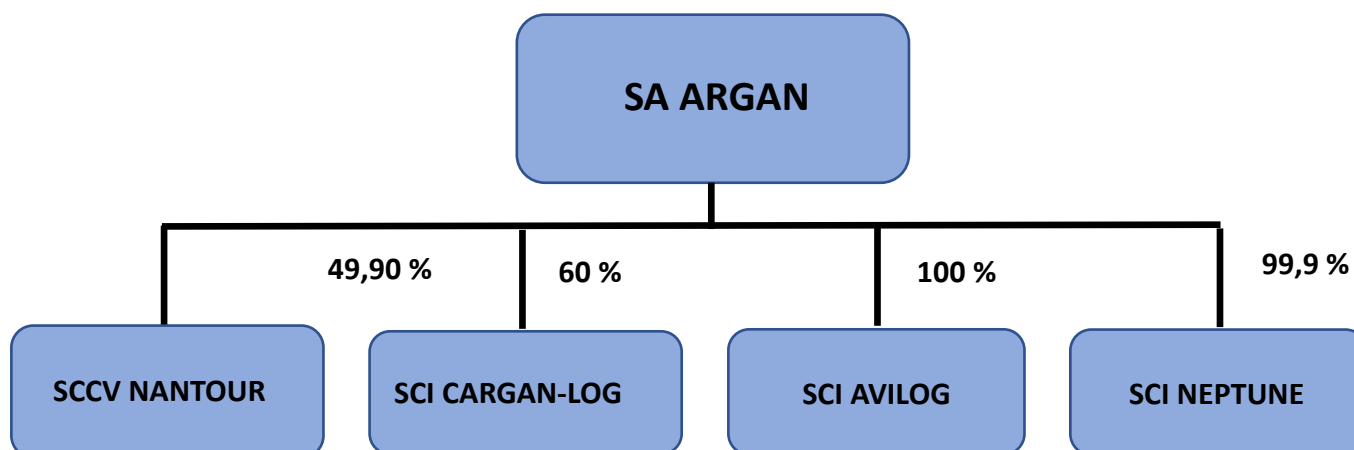 SA ARGAN
49,90 %
60 %
100 %
99,9 %
SCCV NANTOUR
SCI CARGAN-LOG
SCI AVILOG
SCI NEPTUNE